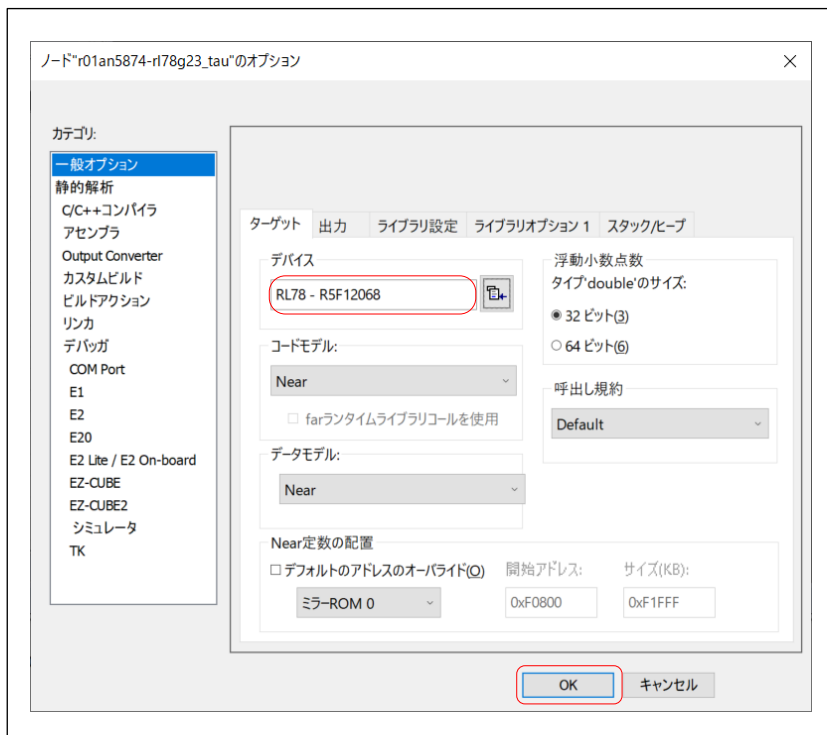 ノード"r01an5874-rl78g23_tau"のオプション
カテゴリ:
一般オプション
静的解析
C/C++コンパイラ
アセンブラ
Output Converter
カスタムビルド
ビルドアクション
リンカ
デバッガ
COM Port
E1
E2
E20
E2 Lite / E2 On-board
EZ-CUBE
EZ-CUBE2
シミュレータ
TK
ターゲット 出力 ライブラリ設定 ライブラリオプション 1 スタック/ヒープ
デバイス
RL78 - R5F12068
コードモデル:
Near
farランタイムライブラリコールを使用
データモデル:
Near
浮動小数点数
タイプ'double'のサイズ:
32 ビット(3)
64 ビット(6)
呼出し規約
Default
Near定数の配置
デフォルトのアドレスのオーバライド(O) 開始アドレス: サイズ(KB):
ミラーROM 0 0xF0800 0xF1FFF
OK キャンセル